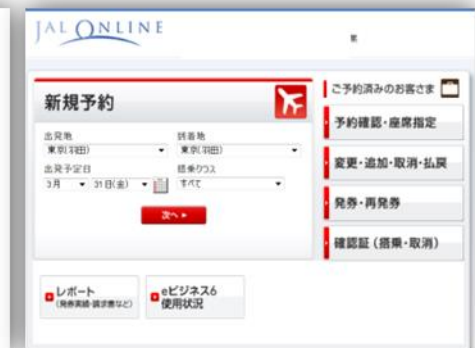 JAL ONLINE
新規予約
出発地
到着地
東京(羽田)
東京(羽田)
出発予定日
搭乗クラス
3月
31日(金)
すべて
次へ
ご予約済みのお客さま
予約確認・座席指定
変更・追加・取消・払戻
発券・再発券
確認証(搭乗・取消)
レポート
(発券実績・請求書など)
eビジネス6
使用状況